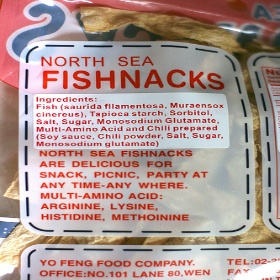 NORTH SEA
FISHNACKS
Ingredients:
Fish (saurida filamentosa, Muraensox
cinereus), Tapioca starch, Sorbitol,
Salt, Sugar, Monosodium Glutamate,
Multi-Amino Acid and Chili prepared
(Soy sauce, Chili powder, Salt, Sugar,
Monosodium glutamate)
NORTH SEA FISHNACKS
ARE DELICIOUS FOR
SNACK, PICNIC, PARTY AT
ANY TIME-ANY WHERE.
MULTI-AMINO ACID:
ARGININE, LYSINE,
HISTIDINE, METHOININE
YO FENG FOOD COMPANY.
OFFICE:NO.101 LANE 80,WEN
TEL:02-
FAX